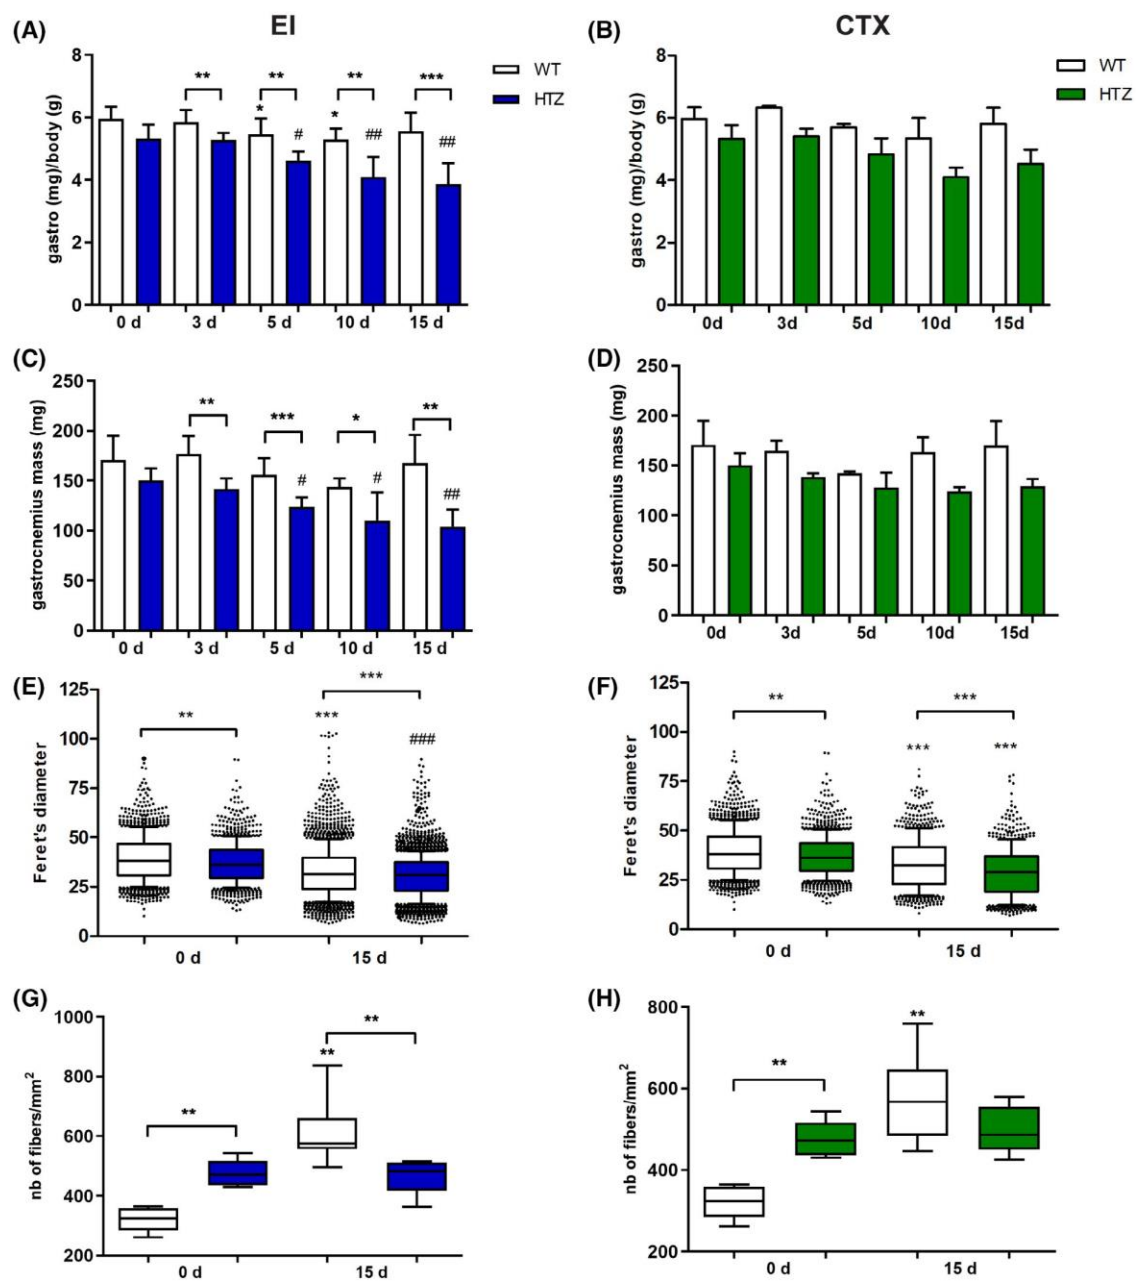 EI
CTX
(A)
gastro (mg)/body (g)
8
6
4
2
0
** ** ** ***
* *
# ## ##
0 d 3 d 5 d 10 d 15 d
WT
HTZ
(B)
gastro (mg)/body (g)
8
6
4
2
0
0d 3d 5d 10d 15d
WT
HTZ
(C)
gastrocnemius mass (mg)
250
200
150
100
50
0
** *** * **
# # ##
0 d 3 d 5 d 10 d 15 d
(D)
gastrocnemius mass (mg)
250
200
150
100
50
0
0d 3d 5d 10d 15d
(E)
Feret's diameter
125
100
75
50
25
0
** ***
*** ###
0 d 15 d
(F)
Feret's diameter
125
100
75
50
25
0
** ***
*** ***
0 d 15 d
(G)
nb of fibers/mm²
1000
800
600
400
200
** **
**
0 d 15 d
(H)
nb of fibers/mm²
800
600
400
200
** **
0 d 15 d